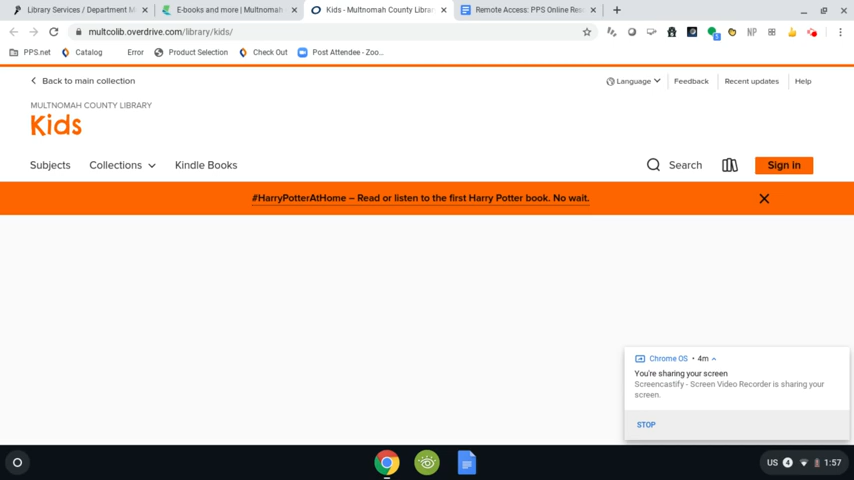 Library Services / Department M
E-books and more | Multnomah
Kids - Multnomah County Librar
Remote Access: PPS Online Reso
multcolib.overdrive.com/library/kids/
NP
5
PPS.net
Catalog
Error
Product Selection
Check Out
Post Attendee - Zoo...
Back to main collection
Language
Feedback
Recent updates
Help
MULTNOMAH COUNTY LIBRARY
Kids
Subjects
Collections
Kindle Books
Search
Sign in
#HarryPotterAtHome – Read or listen to the first Harry Potter book. No wait.
Chrome OS • 4m
You're sharing your screen
Screencastify - Screen Video Recorder is sharing your
screen.
STOP
US 4 1:57